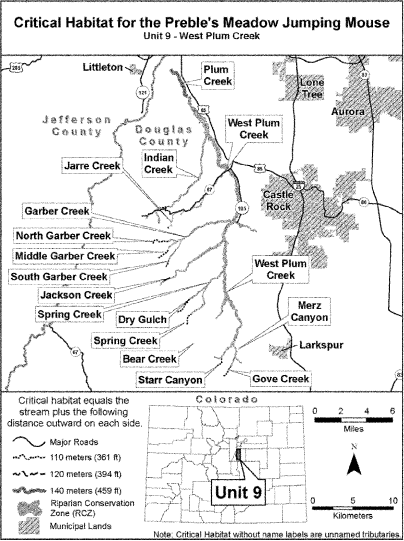 Critical Habitat for the Preble's Meadow Jumping Mouse
Unit 9 - West Plum Creek
Littleton
Plum
Creek
Lone
Tree
Aurora
121
85
83
Jefferson
County
Douglas
County
West Plum
Creek
Indian
Creek
Jarre Creek
67
86
25
Castle
Rock
86
105
Garber Creek
North Garber Creek
Middle Garber Creek
South Garber Creek
Jackson Creek
Spring Creek
West Plum
Creek
Dry Gulch
Merz
Canyon
Spring Creek
Bear Creek
Larkspur
67
Starr Canyon
Gove Creek
83
Critical habitat equals the
stream plus the following
distance outward on each side.
Major Roads
110 meters (361 ft)
120 meters (394 ft)
140 meters (459 ft)
Riparian Conservation
Zone (RCZ)
Municipal Lands
Colorado
Unit 9
0 2 4 6
Miles
N
0 5 10
Kilometers
Note: Critical Habitat without name labels are unnamed tributaries.